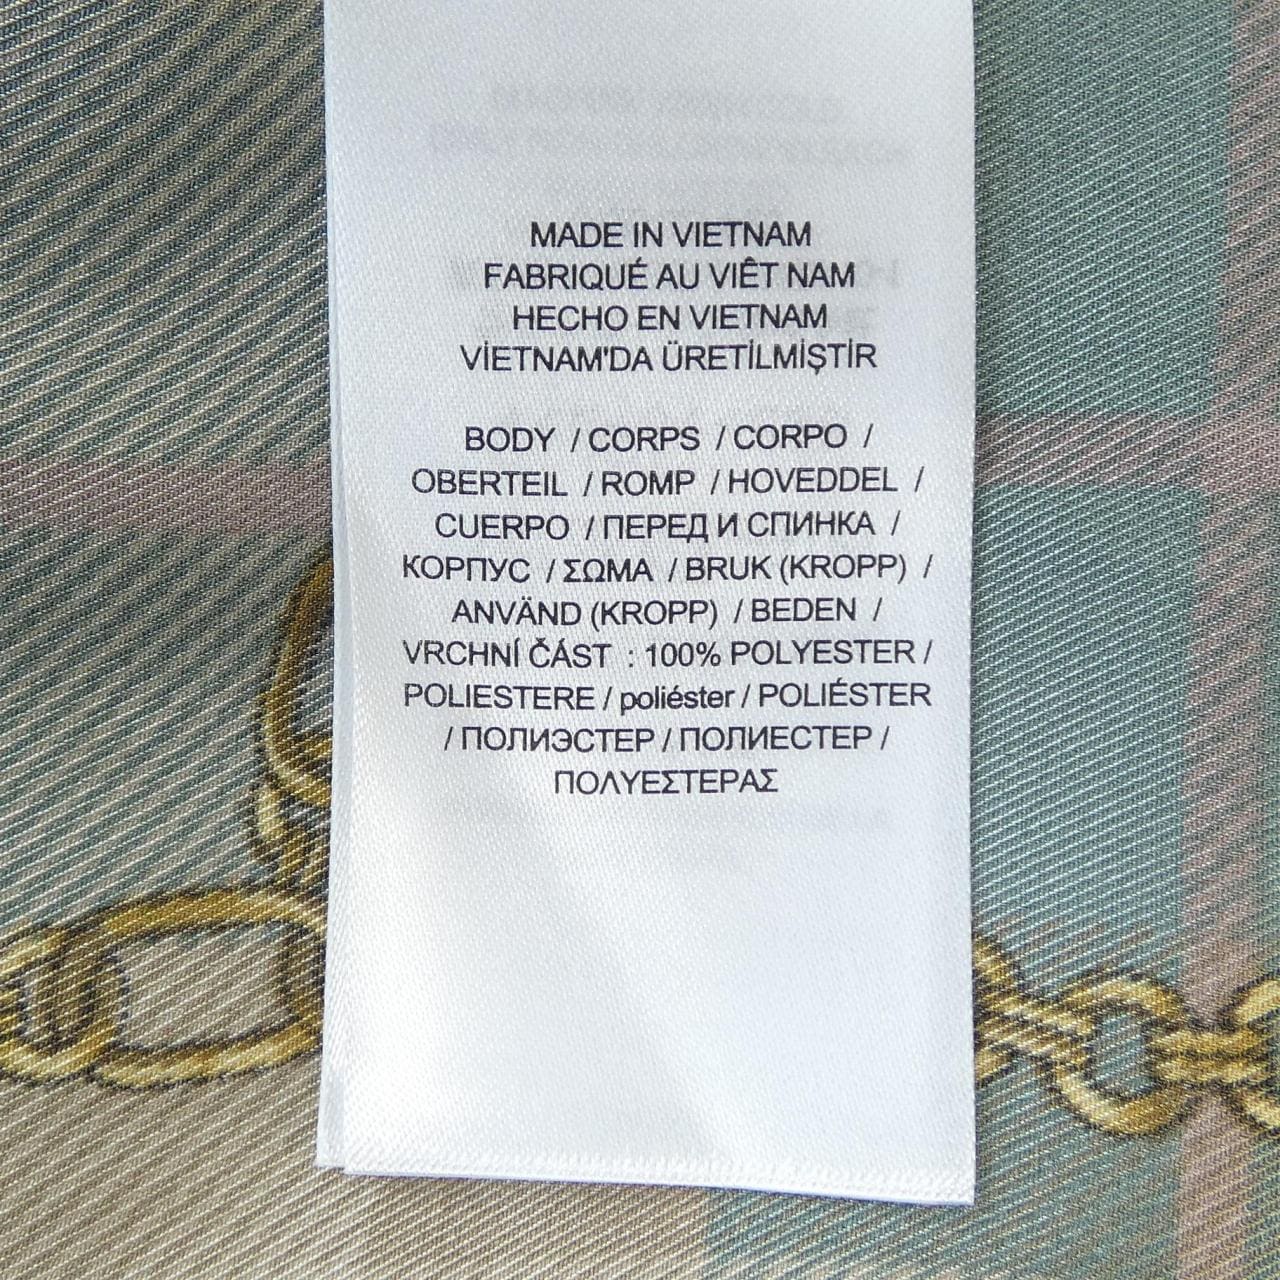 MADE IN VIETNAM
FABRIQUÉ AU VIÊT NAM
HECHO EN VIETNAM
VİETNAM'DA ÜRETİLMİŞTİR
BODY / CORPS / CORPO /
OBERTEIL / ROMP / HOVEDDEL /
CUERPO / ПЕРЕД И СПИНКА /
КОРПУС / ΣΩΜΑ / BRUK (KROPP) /
ANVÄND (KROPP) / BEDEN /
VRCHNÍ ČÁST : 100% POLYESTER /
POLIESTERE / poliéster / POLIÉSTER
/ ПОЛИЭСТЕР / ПОЛИЕСТЕР /
ΠΟΛΥΕΣΤΕΡΑΣ